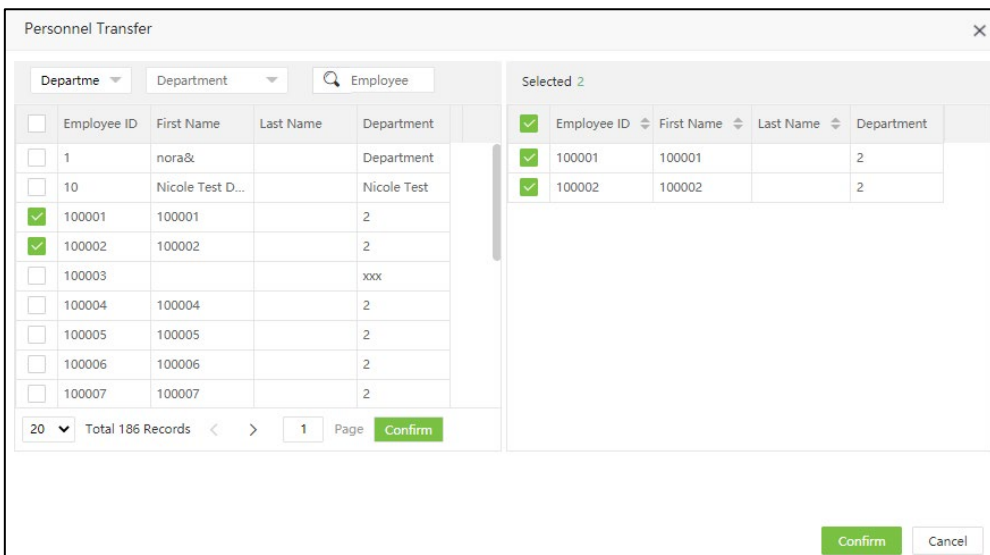 Personnel Transfer
Departme Department Employee
Selected 2
Employee ID First Name Last Name Department
Employee ID First Name Last Name Department
1 nora& Department
100001 100001 2
10 Nicole Test D... Nicole Test
100002 100002 2
100001 100001 2
100002 100002 2
100003 xxx
100004 100004 2
100005 100005 2
100006 100006 2
100007 100007 2
20 Total 186 Records < > 1 Page Confirm
Confirm Cancel